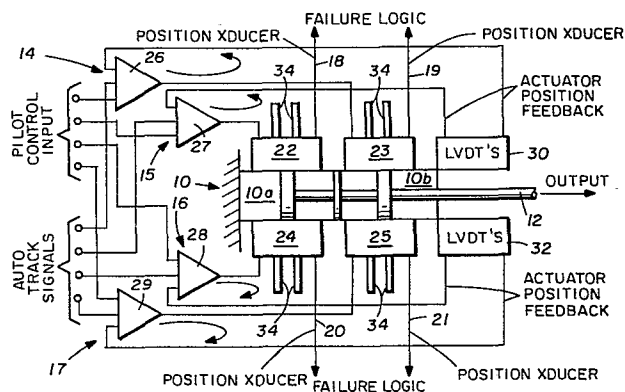 FAILURE LOGIC
POSITION XDUCER
POSITION XDUCER
14
26
18
19
34
34
ACTUATOR
POSITION
FEEDBACK
PILOT CONTROL
INPUT
27
15
22
23
LVDT'S
30
10
10a
10b
OUTPUT
12
16
28
24
25
LVDT'S
32
AUTO
TRACK
SIGNALS
29
34
34
20
21
ACTUATOR
POSITION
FEEDBACK
17
POSITION XDUCER
POSITION XDUCER
FAILURE LOGIC